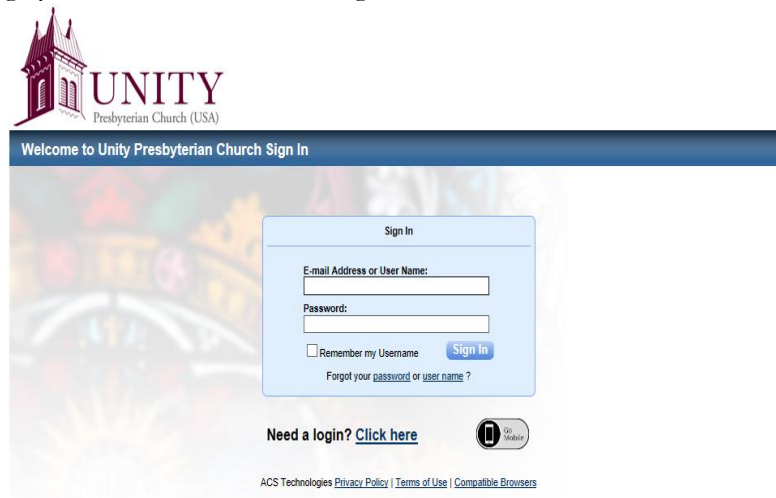 UNITY
Presbyterian Church (USA)
Welcome to Unity Presbyterian Church Sign In
Sign In
E-mail Address or User Name:
Password:
Remember my Username
Sign In
Forgot your password or user name ?
Need a login? Click here
Go
Mobile
ACS Technologies Privacy Policy | Terms of Use | Compatible Browsers